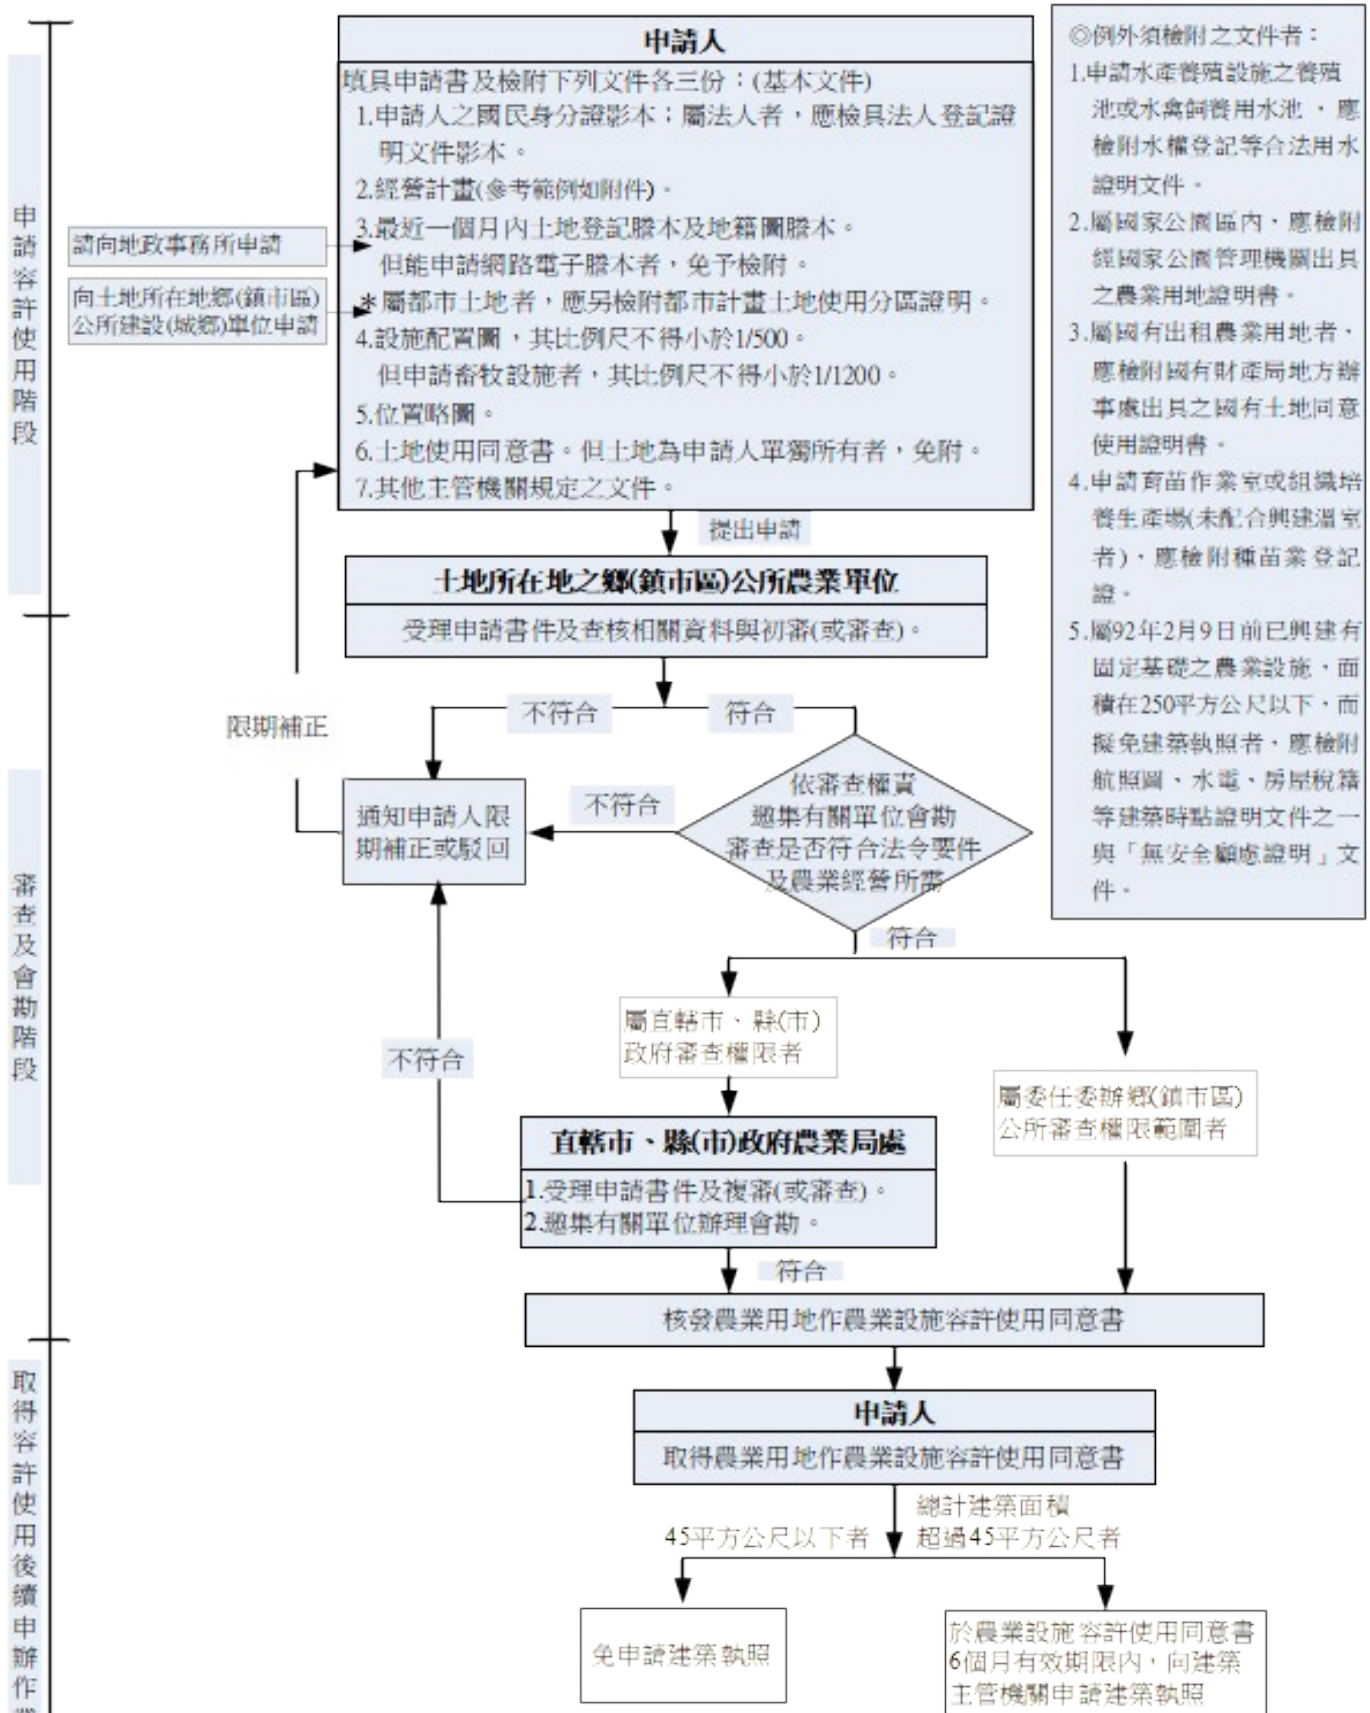 申請人
填具申請書及檢附下列文件各三份：(基本文件)
1.申請人之國民身分證影本；屬法人者，應檢具法人登記證
明文件影本。
2.經營計畫(參考範例如附件)。
3.最近一個月內土地登記謄本及地籍圖謄本。
但能申請網路電子謄本者，免予檢附。
＊屬都市土地者，應另檢附都市計畫土地使用分區證明。
4.設施配置圖，其比例尺不得小於1/500。
但申請畜牧設施者，其比例尺不得小於1/1200。
5.位置略圖。
6.土地使用同意書。但土地為申請人單獨所有者，免附。
7.其他主管機關規定之文件。
請向地政事務所申請
向土地所在地鄉(鎮市區)
公所建設(城鄉)單位申請
申請容許使用階段
◎例外須檢附之文件者：
1.申請水產養殖設施之養殖
池或水禽飼養用水池、應
檢附水權登記等合法用水
證明文件。
2.屬國家公園區內、應檢附
經國家公園管理機關出具
之農業用地證明書。
3.屬國有出租農業用地者、
應檢附國有財產局地方辦
事處出具之國有土地同意
使用證明書。
4.申請育苗作業室或組織培
養生產場(未配合興建溫室
者)、應檢附種苗業登記
證。
5.屬92年2月9日前已興建有
固定基礎之農業設施、面
積在250平方公尺以下、而
擬免建築執照者、應檢附
航照圖、水電、房屋稅籍
等建築時點證明文件之一
與「無安全顧慮證明」文
件。
提出申請
土地所在地之鄉(鎮市區)公所農業單位
受理申請書件及查核相關資料與初審(或審查)。
不符合
符合
限期補正
通知申請人限
期補正或駁回
不符合
依審查權責
邀集有關單位會勘
審查是否符合法令要件
及農業經營所需
符合
審查及會勘階段
屬直轄市、縣(市)
政府審查權限者
不符合
屬委任委辦鄉(鎮市區)
公所審查權限範圍者
直轄市、縣(市)政府農業局處
1.受理申請書件及複審(或審查)。
2.邀集有關單位辦理會勘。
符合
核發農業用地作農業設施容許使用同意書
申請人
取得農業用地作農業設施容許使用同意書
取得容許使用後續申辦作
總計建築面積
45平方公尺以下者
超過45平方公尺者
免申請建築執照
於農業設施容許使用同意書
6個月有效期限內，向建築
主管機關申請建築執照